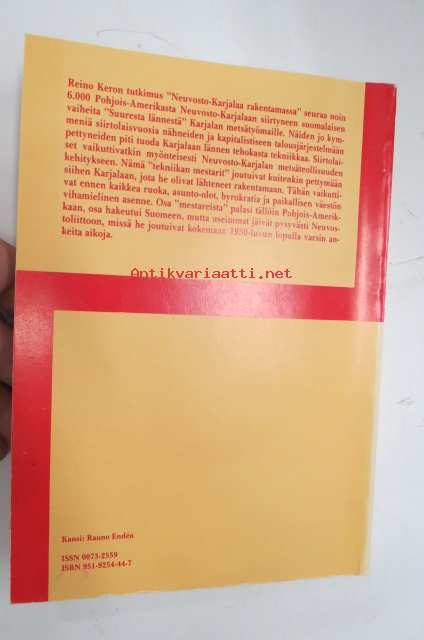 Reino Keron tutkimus "Neuvosto-Karjalaa rakentamassa" seuraa noin
6.000 Pohjois-Amerikasta Neuvosto-Karjalaan siirtyneen suomalaisen
vaiheita "Suuresta lännestä" Karjalan metsätyömaille. Näiden jo kym-
meniä siirtolaisvuosia nähneiden ja kapitalistiseen talousjärjestelmään
pettyneiden piti tuoda Karjalaan lännen tehokasta tekniikkaa. Siirtolai-
set vaikuttivatkin myönteisesti Neuvosto-Karjalan metsäteollisuuden
kehitykseen. Nämä "tekniikan mestarit" joutuivat kuitenkin pettymään
siihen Karjalaan, jota he olivat lähteneet rakentamaan. Tähän vaikutti-
vat ennen kaikkea ruoka, asunto-olot, byrokratia ja paikallisen väestön
vihamielinen asenne. Osa "mestareista" palasi tällöin Pohjois-Amerik-
kaan, osa hakeutui Suomeen, mutta useimmat jäivät pysyvästi Neuvos-
toliittoon, missä he joutuivat kokemaan 1930-luvun lopulla varsin an-
keita aikoja.
Antikvariaatti.net
Kansi: Rauno Endén
ISSN 0073-2559
ISBN 951-9254-44-7